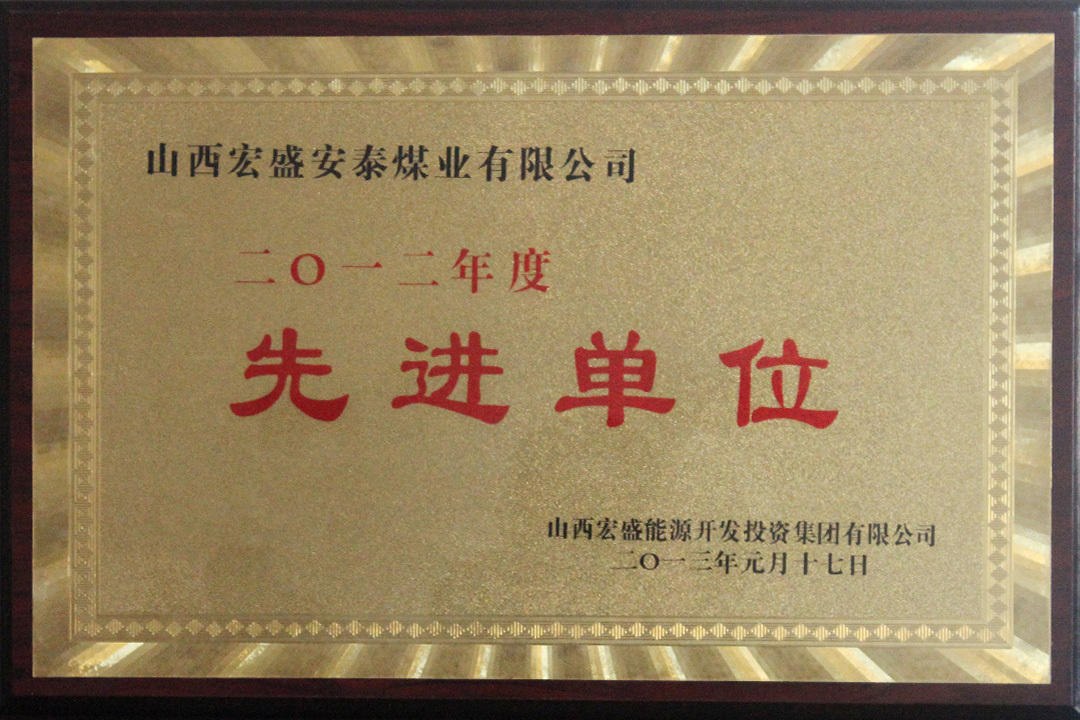 山西宏盛安泰煤业有限公司
二〇一二年度
先进单位
山西宏盛能源开发投资集团有限公司
二〇一三年元月十七日